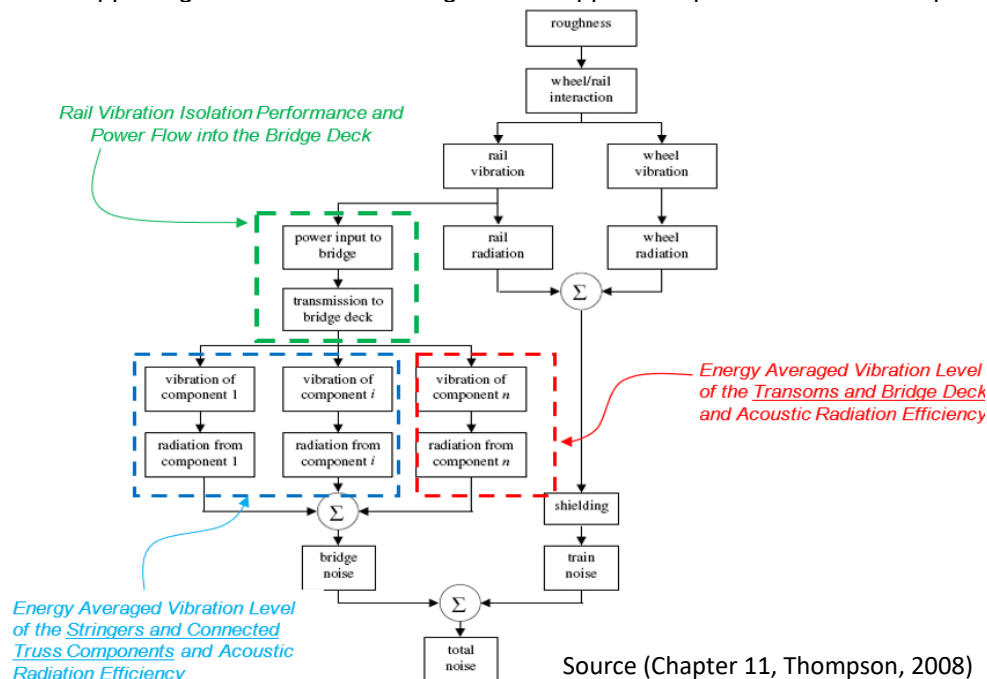 roughness
wheel/rail
interaction
Rail Vibration Isolation Performance and
Power Flow into the Bridge Deck
rail
vibration
wheel
vibration
power input to
bridge
rail
radiation
wheel
radiation
Σ
transmission to
bridge deck
vibration of
component 1
vibration of
component i
vibration of
component n
Energy Averaged Vibration Level
of the Transoms and Bridge Deck
and Acoustic Radiation Efficiency
radiation from
component 1
radiation from
component i
radiation from
component n
Σ
shielding
bridge
noise
train
noise
Energy Averaged Vibration Level
of the Stringers and Connected
Truss Components and Acoustic
Radiation Efficiency
Σ
total
noise
Source (Chapter 11, Thompson, 2008)